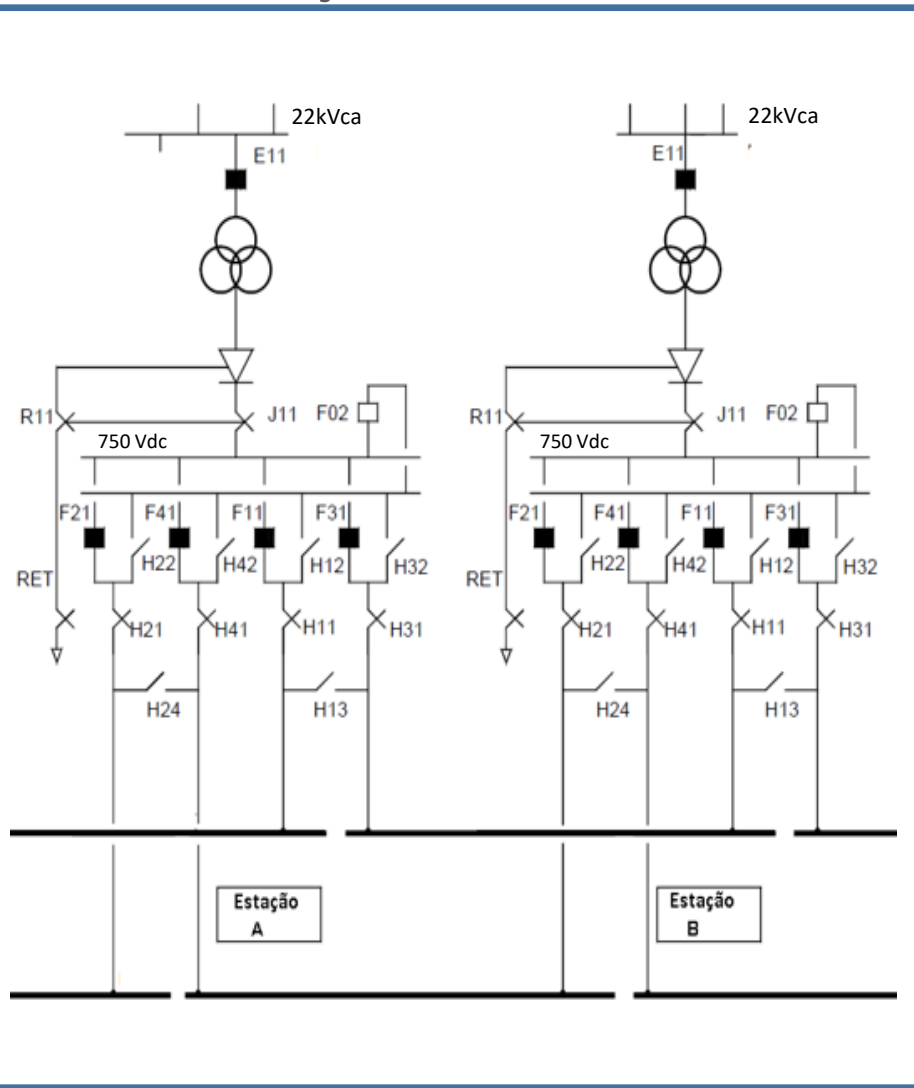 22kVca
22kVca
E11
E11
R11
J11
F02
R11
J11
F02
750 Vdc
750 Vdc
F21
F41
F11
F31
F21
F41
F11
F31
H22
H42
H12
H32
H22
H42
H12
H32
RET
RET
H21
H41
H11
H31
H21
H41
H11
H31
H24
H13
H24
H13
Estação
A
Estação
B